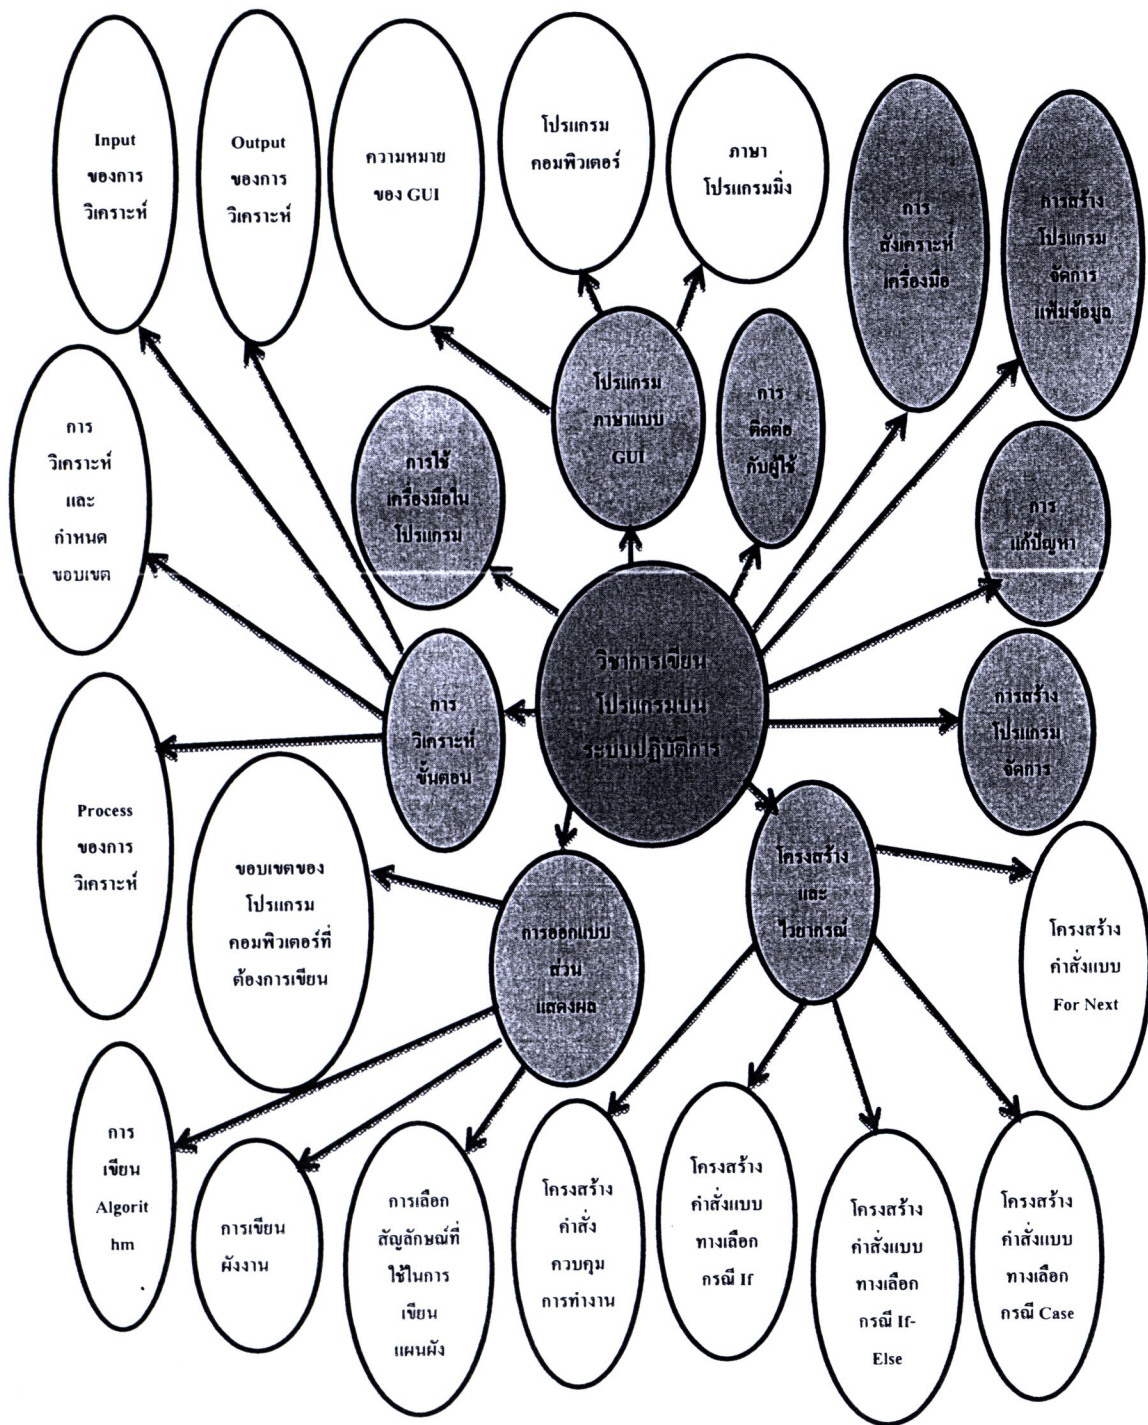 Input
ของการ
วิเคราะห์
Output
ของการ
วิเคราะห์
ความหมาย
ของ GUI
โปรแกรม
คอมพิวเตอร์
ภาษา
โปรแกรมมิ่ง
การ
สังเคราะห์
เครื่องมือ
การสร้าง
โปรแกรม
จัดการ
แฟ้มข้อมูล
การ
วิเคราะห์
และ
กำหนด
ขอบเขต
การใช้
เครื่องมือใน
โปรแกรม
โปรแกรม
ภาษาแบบ
GUI
การ
ติดต่อ
กับผู้ใช้
การ
แก้ปัญหา
การ
วิเคราะห์
ขั้นตอน
วิชาการเขียน
โปรแกรมบน
ระบบปฏิบัติการ
การสร้าง
โปรแกรม
จัดการ
Process
ของการ
วิเคราะห์
ขอบเขตของ
โปรแกรม
คอมพิวเตอร์ที่
ต้องการเขียน
การออกแบบ
ส่วน
แสดงผล
โครงสร้าง
และ
ไวยากรณ์
โครงสร้าง
คำสั่งแบบ
For Next
การ
เขียน
Algorit
hm
การเขียน
ผังงาน
การเลือก
สัญลักษณ์ที่
ใช้ในการ
เขียน
แผนผัง
โครงสร้าง
คำสั่ง
ควบคุม
การทำงาน
โครงสร้าง
คำสั่งแบบ
ทางเลือก
กรณี If
โครงสร้าง
คำสั่งแบบ
ทางเลือก
กรณี If-
Else
โครงสร้าง
คำสั่งแบบ
ทางเลือก
กรณี Case